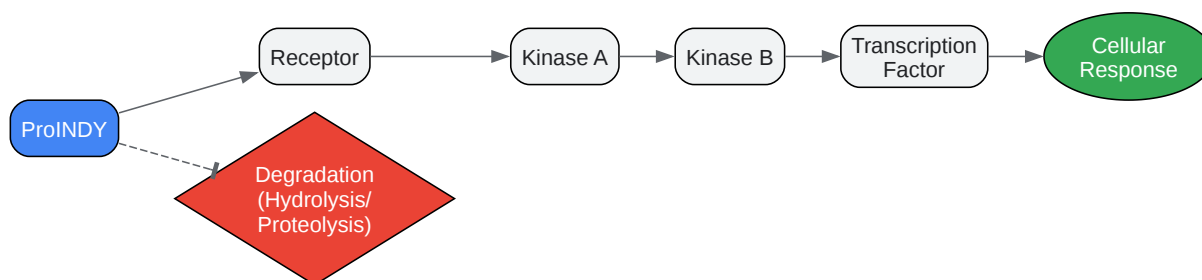 ProINDY
Receptor
Kinase A
Kinase B
Transcription
Factor
Cellular
Response
Degradation
(Hydrolysis/
Proteolysis)